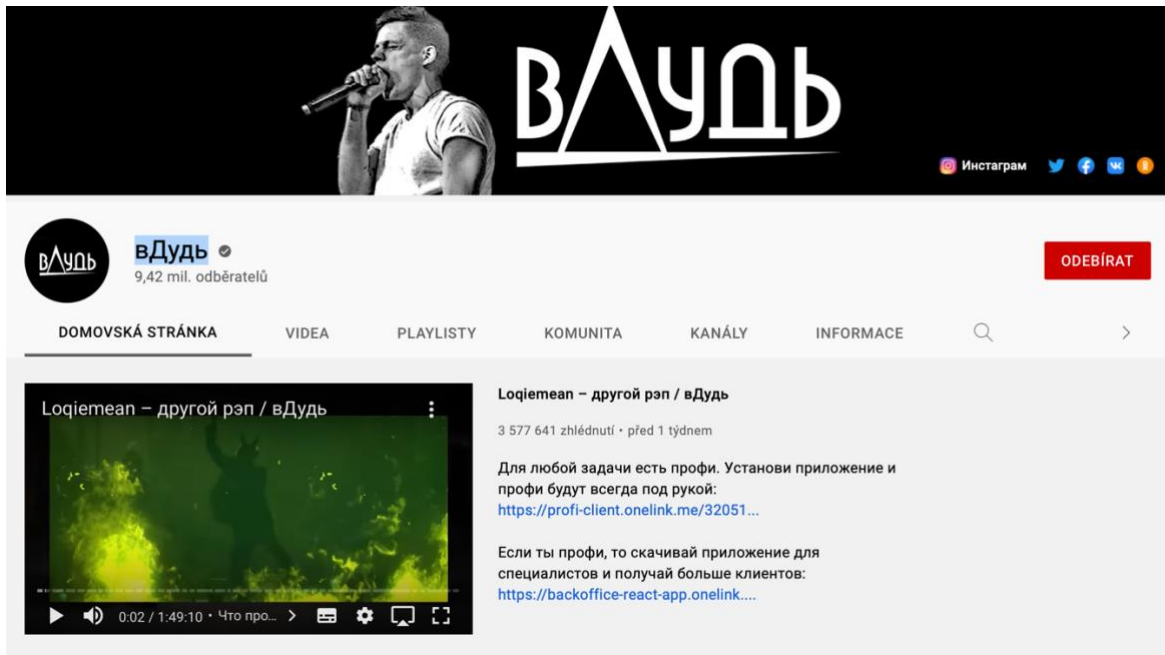 вДудь
Инстаграм
вДудь
вДудь
9,42 mil. odběratelů
ODEBÍRAT
DOMOVSKÁ STRÁNKA
VIDEA
PLAYLISTY
KOMUNITA
KANÁLY
INFORMACE
Loqiemean – другой рэп / вДудь
0:02 / 1:49:10 • Что про...
Loqiemean – другой рэп / вДудь
3 577 641 zhlédnutí • před 1 týdnem
Для любой задачи есть профи. Установи приложение и
профи будут всегда под рукой:
https://profi-client.onelink.me/32051...
Если ты профи, то скачивай приложение для
специалистов и получай больше клиентов:
https://backoffice-react-app.onelink....